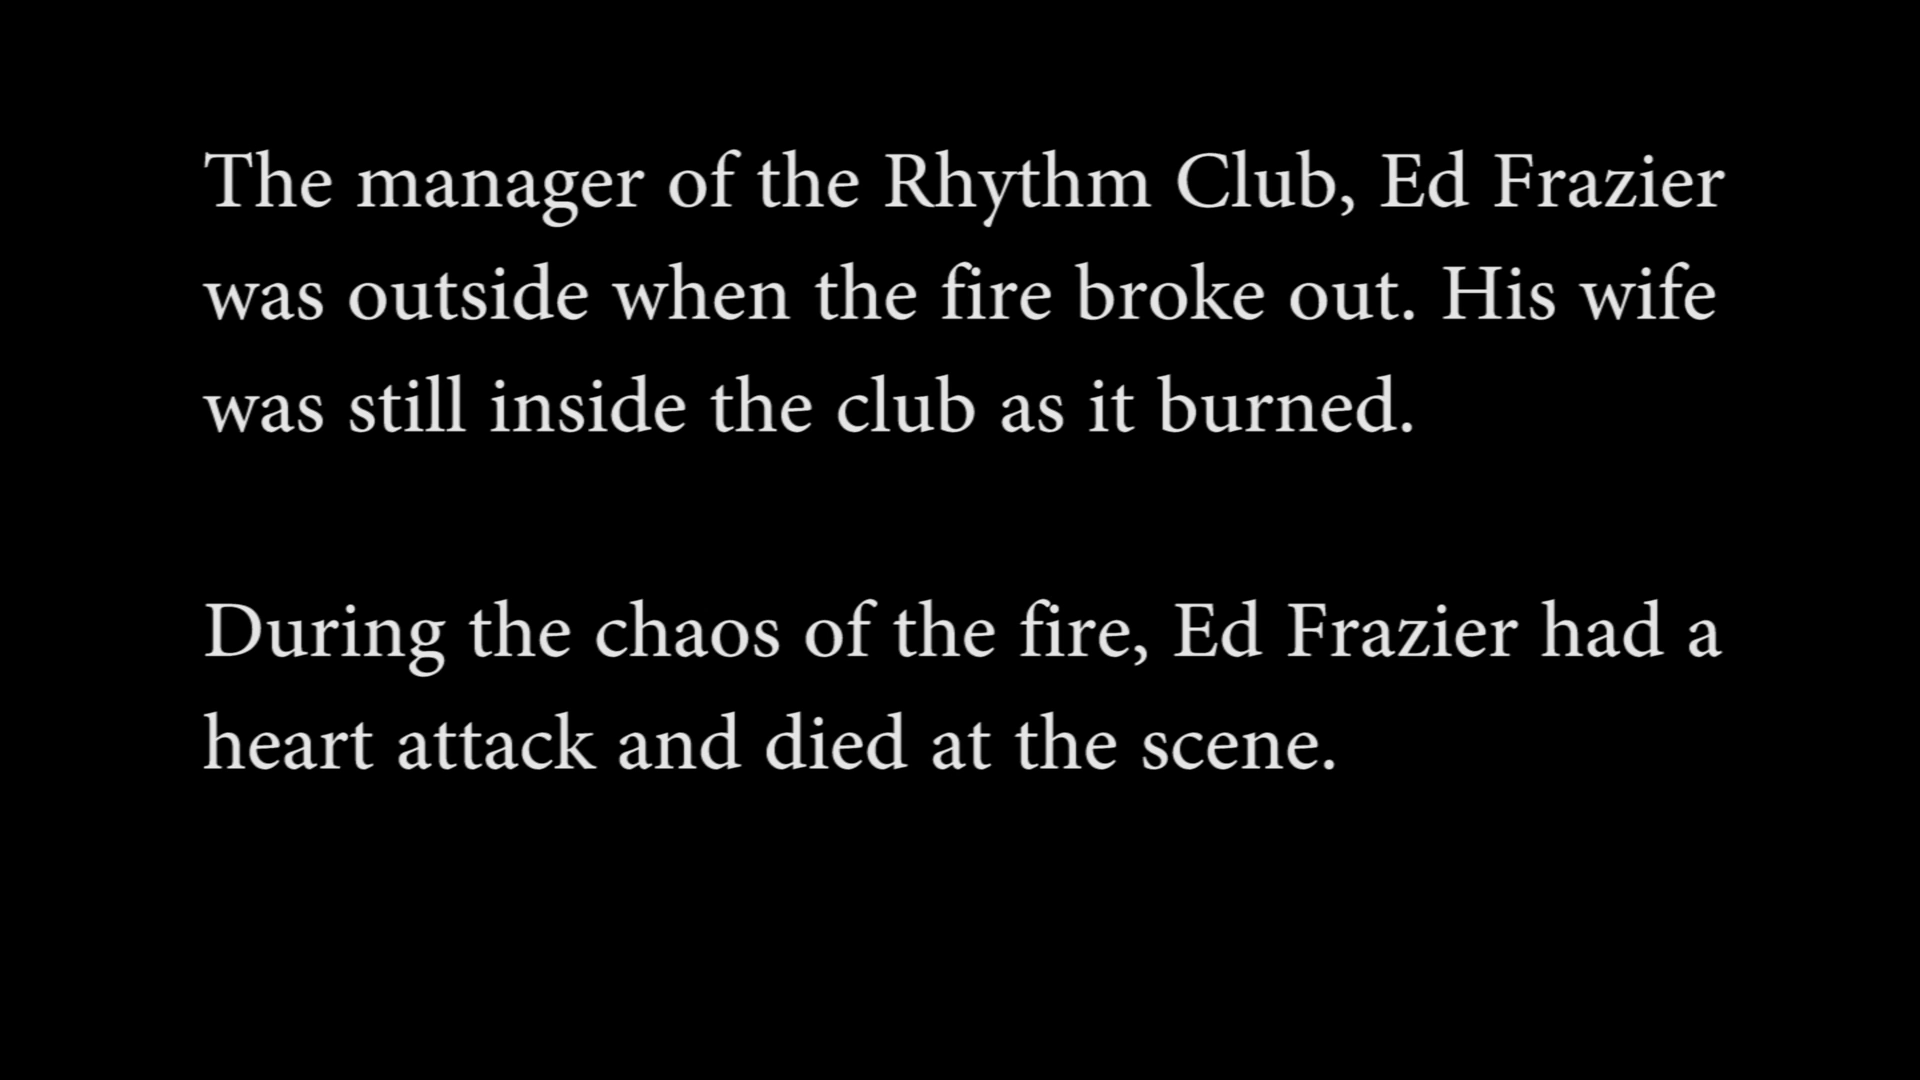 The manager of the Rhythm Club, Ed Frazier
was outside when the fire broke out. His wife
was still inside the club as it burned.
During the chaos of the fire, Ed Frazier had a
heart attack and died at the scene.